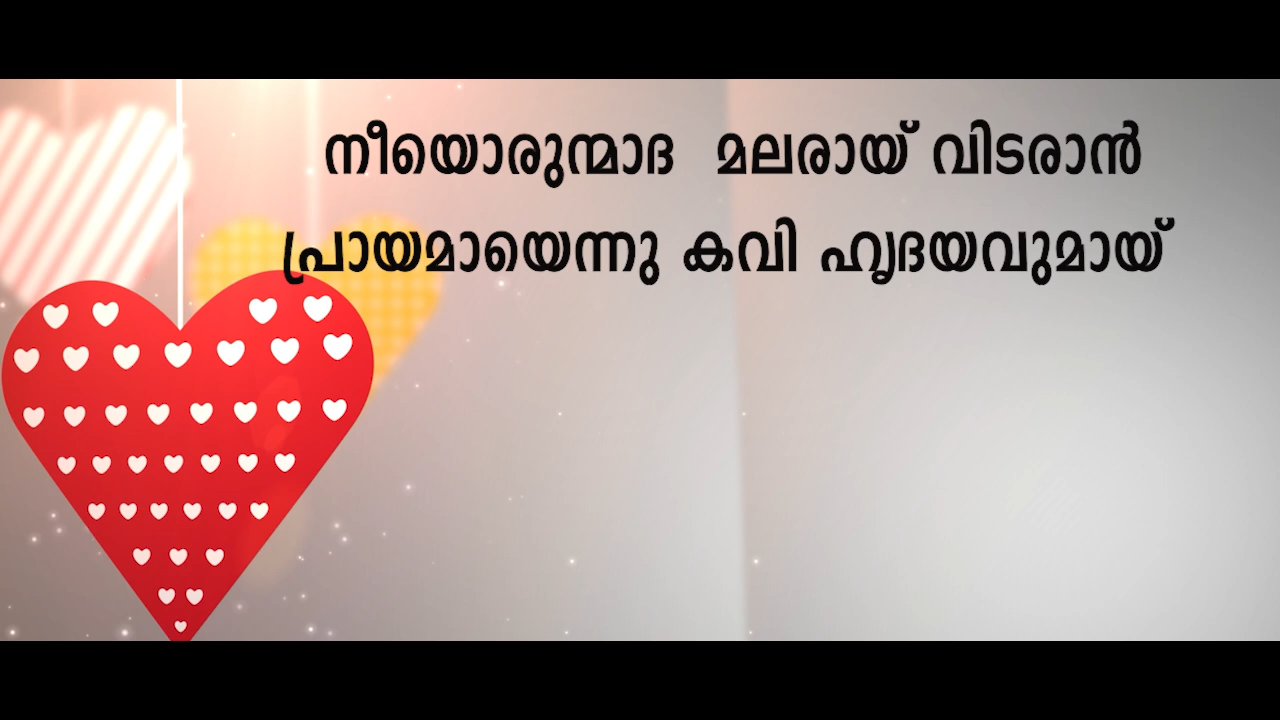 നീയൊരുന്മാദ മലരായ് വിടരാൻ
പ്രായമായെന്നു കവി ഹൃദയവുമായ്